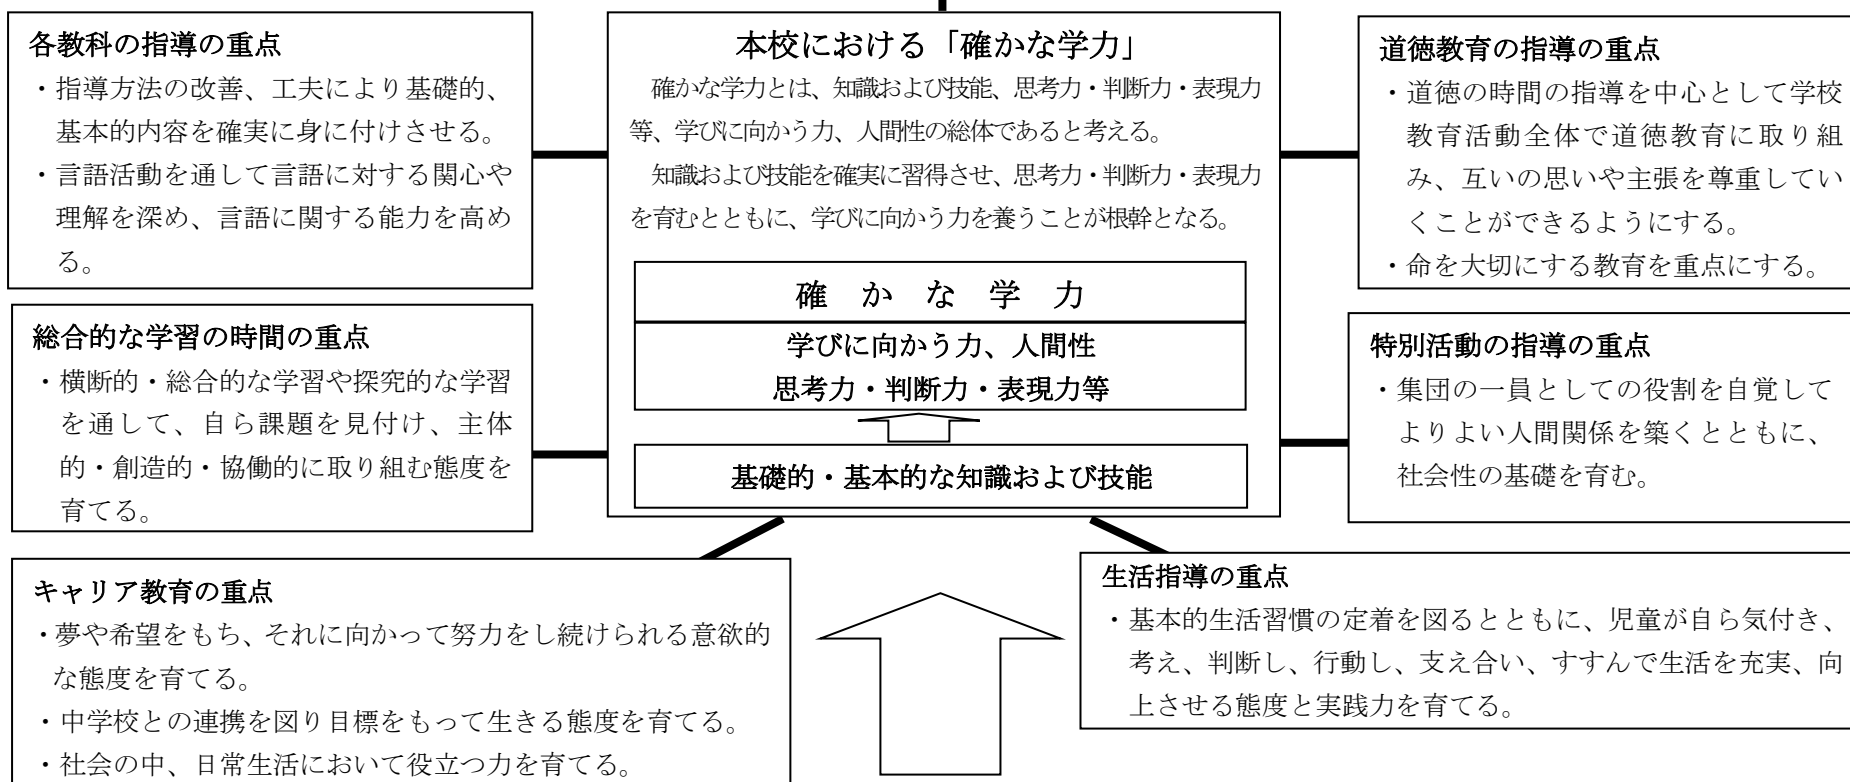 各教科の指導の重点
・指導方法の改善、工夫により基礎的、
基本的内容を確実に身に付けさせる。
・言語活動を通して言語に対する関心や
理解を深め、言語に関する能力を高め
る。
総合的な学習の時間の重点
・横断的・総合的な学習や探究的な学習
を通して、自ら課題を見付け、主体
的・創造的・協働的に取り組む態度を
育てる。
本校における「確かな学力」
確かな学力とは、知識および技能、思考力・判断力・表現力
等、学びに向かう力、人間性の総体であると考える。
知識および技能を確実に習得させ、思考力・判断力・表現力
を育むとともに、学びに向かう力を養うことが根幹となる。
確 か な 学 力
学びに向かう力、人間性
思考力・判断力・表現力等
基礎的・基本的な知識および技能
道徳教育の指導の重点
・道徳の時間の指導を中心として学校
教育活動全体で道徳教育に取り組
み、互いの思いや主張を尊重してい
くことができるようにする。
・命を大切にする教育を重点にする。
特別活動の指導の重点
・集団の一員としての役割を自覚して
よりよい人間関係を築くとともに、
社会性の基礎を育む。
キャリア教育の重点
・夢や希望をもち、それに向かって努力をし続けられる意欲的
な態度を育てる。
・中学校との連携を図り目標をもって生きる態度を育てる。
・社会の中、日常生活において役立つ力を育てる。
生活指導の重点
・基本的生活習慣の定着を図るとともに、児童が自ら気付き、
考え、判断し、行動し、支え合い、すすんで生活を充実、向
上させる態度と実践力を育てる。